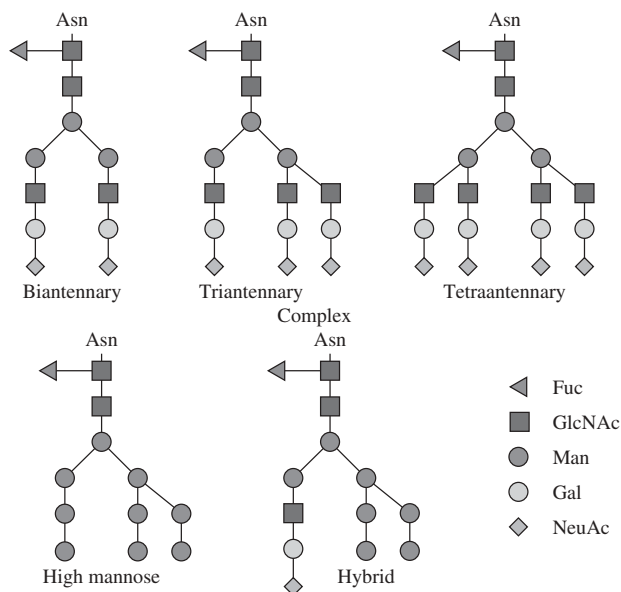 Asn Asn Asn
Biantennary Triantennary Tetraantennary
Complex
Asn Asn
Fuc
GlcNAc
Man
Gal
NeuAc
High mannose Hybrid